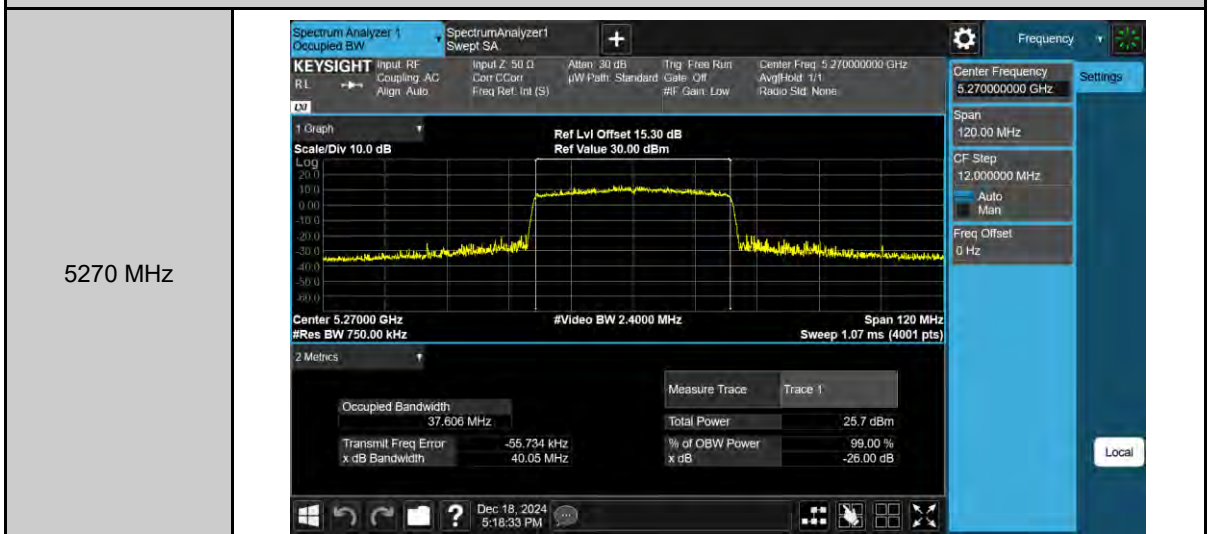 5270 MHz
Spectrum Analyzer 1
Occupied BW
SpectrumAnalyzer1
Swept SA
+
Frequency
KEYSIGHT
RL
LXI
Input: RF
Coupling: AC
Align: Auto
Input Z: 50 Ω
Corr CCorr
Freq Ref: Int (S)
Atten: 30 dB
µW Path: Standard
Trig: Free Run
Gate: Off
#IF Gain: Low
Center Freq: 5.270000000 GHz
Avg|Hold: 1/1
Radio Std: None
Center Frequency
5.270000000 GHz
Settings
Span
120.00 MHz
CF Step
12.000000 MHz
Auto
Man
Freq Offset
0 Hz
Local
1 Graph
Scale/Div 10.0 dB
Ref Lvl Offset 15.30 dB
Ref Value 30.00 dBm
Log
20.0
10.0
0.00
-10.0
-20.0
-30.0
-40.0
-50.0
-60.0
Center 5.27000 GHz
#Res BW 750.00 kHz
#Video BW 2.4000 MHz
Span 120 MHz
Sweep 1.07 ms (4001 pts)
2 Metrics
Measure Trace Trace 1
Occupied Bandwidth
37.606 MHz
Total Power 25.7 dBm
Transmit Freq Error -55.734 kHz
% of OBW Power 99.00 %
x dB Bandwidth 40.05 MHz
x dB -26.00 dB
?
Dec 18, 2024
5:18:33 PM